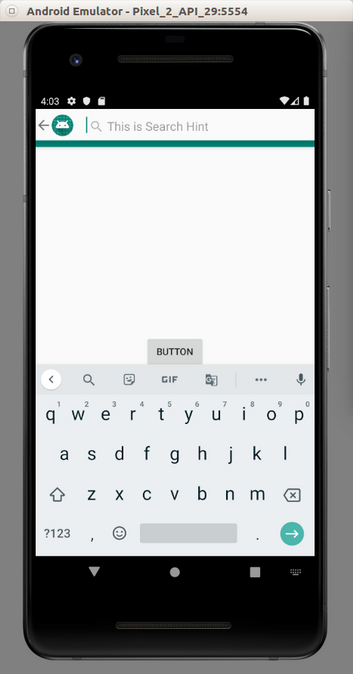 Android Emulator - Pixel_2_API_29:5554
4:03
This is Search Hint
BUTTON
GIF
1 2 3 4 5 6 7 8 9 0
q w e r t y u i o p
a s d f g h j k l
z x c v b n m
?123 , .